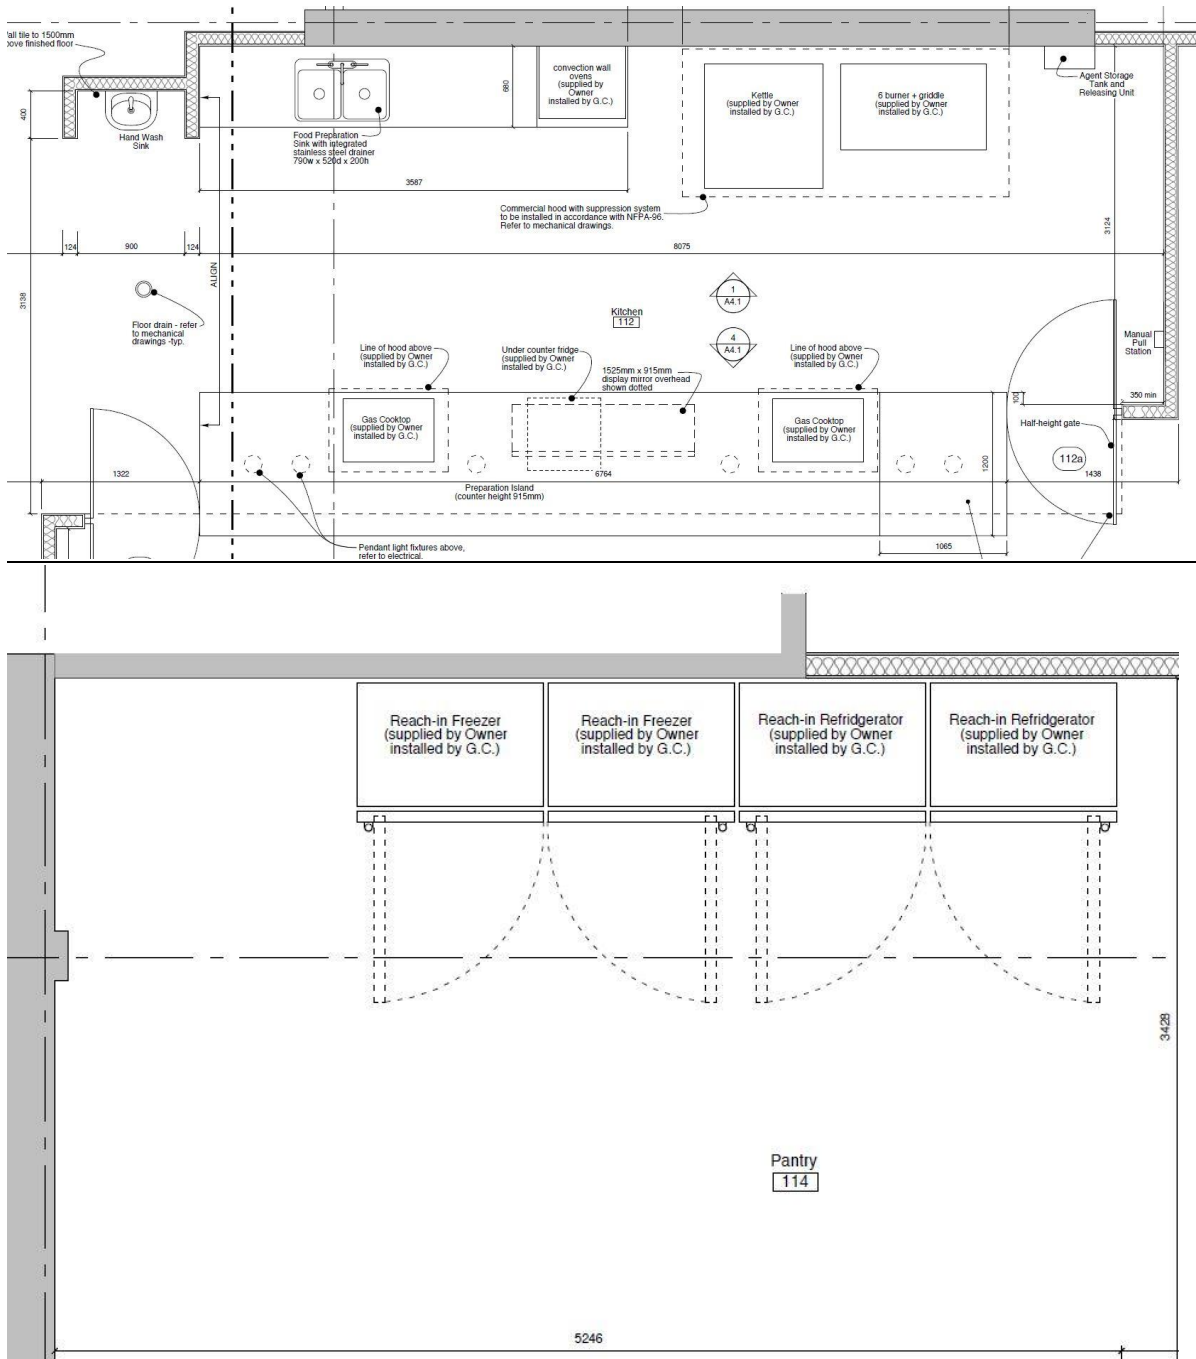 all tile to 1500mm
ove finished floor
400
Hand Wash
Sink
Food Preparation
Sink with integrated
stainless steel drainer
790w x 520d x 200h
680
convection wall
ovens
(supplied by
Owner
installed by G.C.)
Kettle
(supplied by Owner
installed by G.C.)
6 burner + griddle
(supplied by Owner
installed by G.C.)
Agent Storage
Tank and
Releasing Unit
3587
Commercial hood with suppression system
to be installed in accordance with NFPA-96.
Refer to mechanical drawings.
3124
124
900
124
8075
ALIGN
3138
Floor drain - refer
to mechanical
drawings -typ.
1
A4.1
Kitchen
112
4
A4.1
Manual
Pull
Station
Line of hood above
(supplied by Owner
installed by G.C.)
Under counter fridge
(supplied by Owner
installed by G.C.)
1525mm x 915mm
display mirror overhead
shown dotted
Line of hood above
(supplied by Owner
installed by G.C.)
100
350 min
Gas Cooktop
(supplied by Owner
installed by G.C.)
Gas Cooktop
(supplied by Owner
installed by G.C.)
Half-height gate
112a
1322
6764
1200
1438
Preparation Island
(counter height 915mm)
Pendant light fixtures above,
refer to electrical.
1065
Reach-in Freezer
(supplied by Owner
installed by G.C.)
Reach-in Freezer
(supplied by Owner
installed by G.C.)
Reach-in Refridgerator
(supplied by Owner
installed by G.C.)
Reach-in Refridgerator
(supplied by Owner
installed by G.C.)
3428
Pantry
114
5246